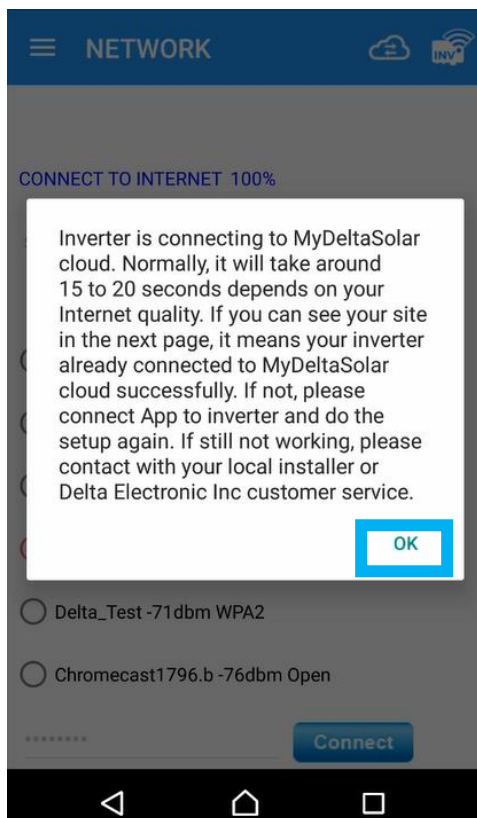 NETWORK
INV
CONNECT TO INTERNET 100%
Inverter is connecting to MyDeltaSolar
cloud. Normally, it will take around
15 to 20 seconds depends on your
Internet quality. If you can see your site
in the next page, it means your inverter
already connected to MyDeltaSolar
cloud successfully. If not, please
connect App to inverter and do the
setup again. If still not working, please
contact with your local installer or
Delta Electronic Inc customer service.
OK
Delta_Test -71dbm WPA2
Chromecast1796.b -76dbm Open
Connect